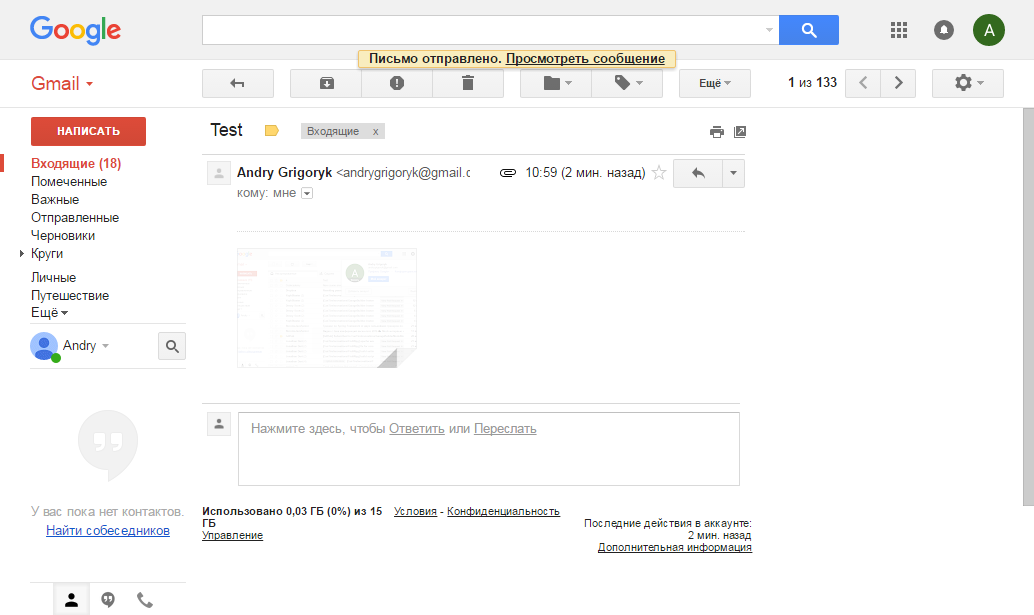 Google
A
Письмо отправлено. Просмотреть сообщение
Gmail
Ещё
1 из 133
НАПИСАТЬ
Входящие (18)
Помеченные
Важные
Отправленные
Черновики
Круги
Личные
Путешествие
Ещё
Andry
У вас пока нет контактов.
Найти собеседников
Test
Входящие x
Andry Grigoryk <andrygrigoryk@gmail.c
10:59 (2 мин. назад)
кому: мне
A
Нажмите здесь, чтобы Ответить или Переслать
Использовано 0,03 ГБ (0%) из 15
ГБ
Управление
Условия - Конфиденциальность
Последние действия в аккаунте:
2 мин. назад
Дополнительная информация